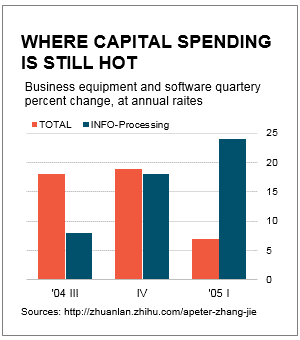 WHERE CAPITAL SPENDING
IS STILL HOT
Business equipment and software quartery
percent change, at annual raites
TOTAL INFO-Processing
25
20
15
10
5
0
'04 III IV '05 I
Sources: http://zhuanlan.zhihu.com/apeter-zhang-jie